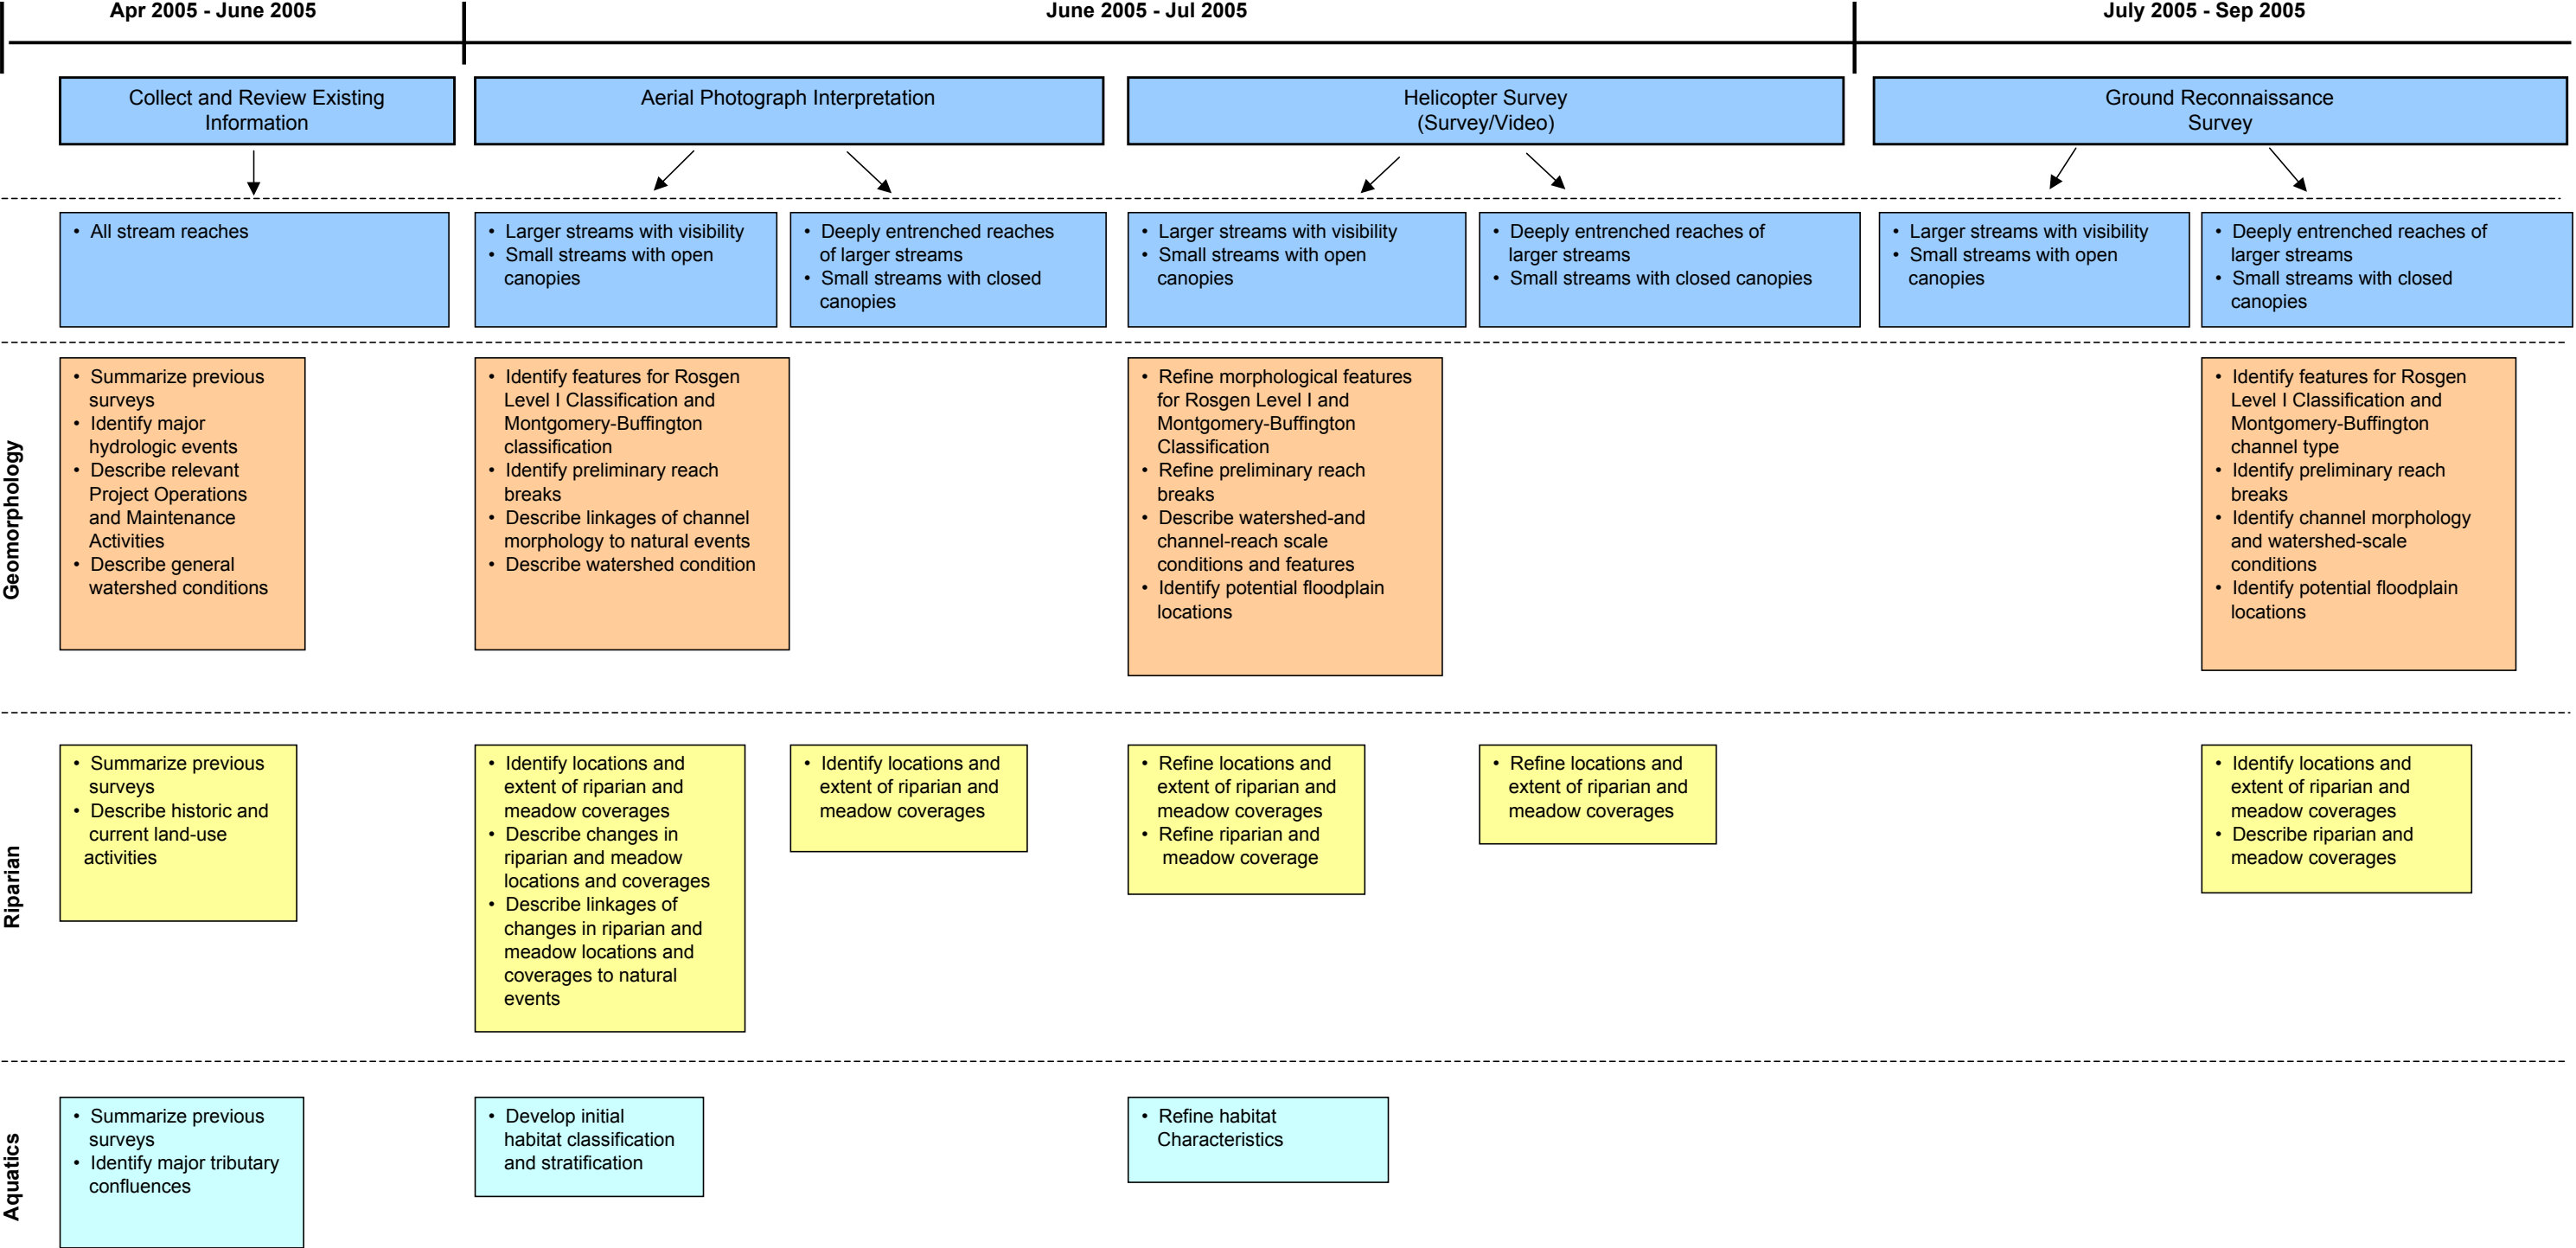 Apr 2005 - June 2005
June 2005 - Jul 2005
July 2005 - Sep 2005
Collect and Review Existing
Information
Aerial Photograph Interpretation
Helicopter Survey
(Survey/Video)
Ground Reconnaissance
Survey
• All stream reaches
• Larger streams with visibility
• Small streams with open
canopies
• Deeply entrenched reaches
of larger streams
• Small streams with closed
canopies
• Larger streams with visibility
• Small streams with open
canopies
• Deeply entrenched reaches of
larger streams
• Small streams with closed canopies
• Larger streams with visibility
• Small streams with open
canopies
• Deeply entrenched reaches of
larger streams
• Small streams with closed
canopies
Geomorphology
• Summarize previous
surveys
• Identify major
hydrologic events
• Describe relevant
Project Operations
and Maintenance
Activities
• Describe general
watershed conditions
• Identify features for Rosgen
Level I Classification and
Montgomery-Buffington
classification
• Identify preliminary reach
breaks
• Describe linkages of channel
morphology to natural events
• Describe watershed condition
• Refine morphological features
for Rosgen Level I and
Montgomery-Buffington
Classification
• Refine preliminary reach
breaks
• Describe watershed-and
channel-reach scale
conditions and features
• Identify potential floodplain
locations
• Identify features for Rosgen
Level I Classification and
Montgomery-Buffington
channel type
• Identify preliminary reach
breaks
• Identify channel morphology
and watershed-scale
conditions
• Identify potential floodplain
locations
Riparian
• Summarize previous
surveys
• Describe historic and
current land-use
activities
• Identify locations and
extent of riparian and
meadow coverages
• Describe changes in
riparian and meadow
locations and coverages
• Describe linkages of
changes in riparian and
meadow locations and
coverages to natural
events
• Identify locations and
extent of riparian and
meadow coverages
• Refine locations and
extent of riparian and
meadow coverages
• Refine riparian and
meadow coverage
• Refine locations and
extent of riparian and
meadow coverages
• Identify locations and
extent of riparian and
meadow coverages
• Describe riparian and
meadow coverages
Aquatics
• Summarize previous
surveys
• Identify major tributary
confluences
• Develop initial
habitat classification
and stratification
• Refine habitat
Characteristics